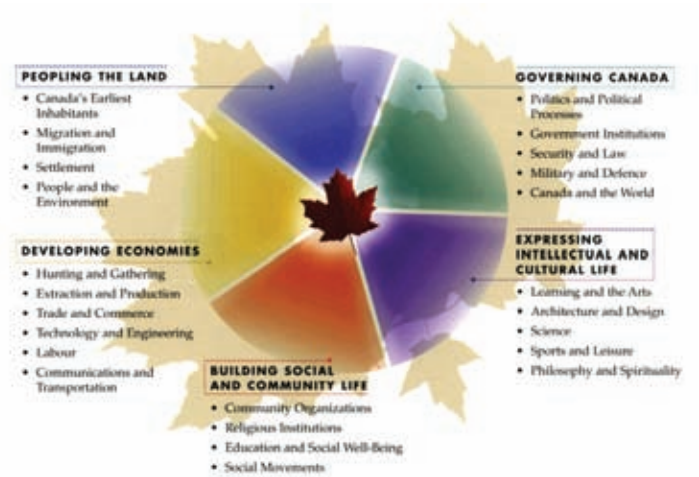 PEOPLING THE LAND
• Canada's Earliest
Inhabitants
• Migration and
Immigration
• Settlement
• People and the
Environment
GOVERNING CANADA
• Politics and Political
Processes
• Government Institutions
• Security and Law
• Military and Defence
• Canada and the World
DEVELOPING ECONOMIES
• Hunting and Gathering
• Extraction and Production
• Trade and Commerce
• Technology and Engineering
• Labour
• Communications and
Transportation
EXPRESSING
INTELLECTUAL AND
CULTURAL LIFE
• Learning and the Arts
• Architecture and Design
• Science
• Sports and Leisure
• Philosophy and Spirituality
BUILDING SOCIAL
AND COMMUNITY LIFE
• Community Organizations
• Religious Institutions
• Education and Social Well-Being
• Social Movements